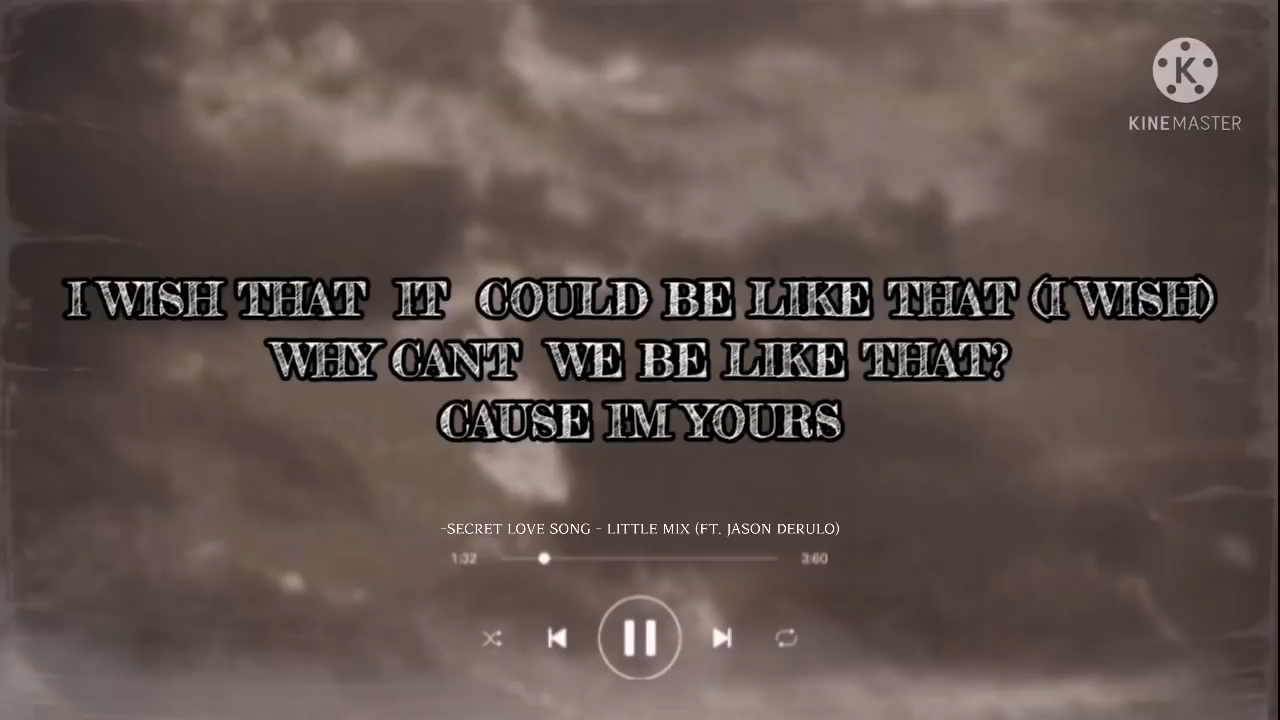 K
KINEMASTER
I WISH THAT IT COULD BE LIKE THAT (I WISH)
WHY CANT WE BE LIKE THAT?
CAUSE I'M YOURS
-SECRET LOVE SONG - LITTLE MIX (FT. JASON DERULO)
1:32 3:60